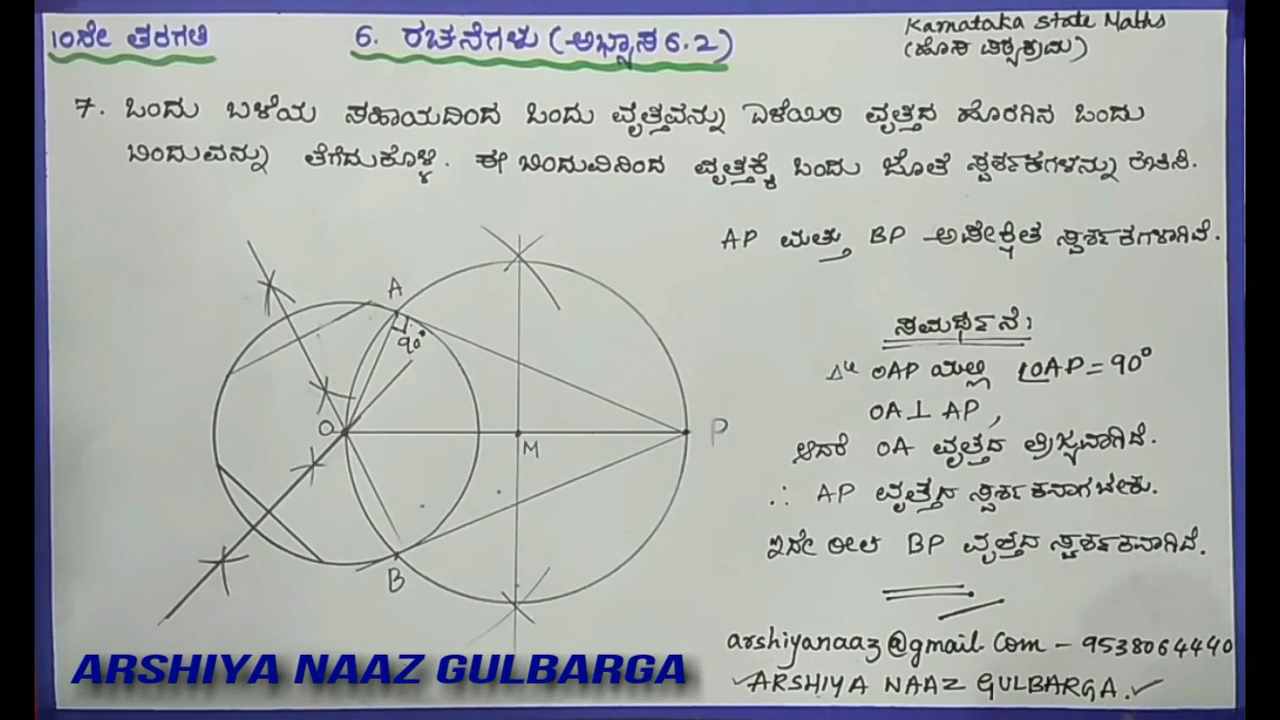 10ನೇ ತರಗತಿ
6. ರಚನೆಗಳು (ಅಭ್ಯಾಸ 6.2)
Karnataka State Maths
(ಹೊಸ ಪಠ್ಯಕ್ರಮ)
7. ಒಂದು ಬಳೆಯ ಸಹಾಯದಿಂದ ಒಂದು ವೃತ್ತವನ್ನು ಎಳೆಯಿರಿ ವೃತ್ತದ ಹೊರಗಿನ ಒಂದು
ಬಿಂದುವನ್ನು ತೆಗೆದುಕೊಳ್ಳಿ. ಈ ಬಿಂದುವಿನಿಂದ ವೃತ್ತಕ್ಕೆ ಒಂದು ಜೊತೆ ಸ್ಪರ್ಶಕಗಳನ್ನು ರಚಿಸಿ.
AP ಮತ್ತು BP ಅಪೇಕ್ಷಿತ ಸ್ಪರ್ಶಕಗಳಾಗಿವೆ.
A
90°
O
M
P
B
ಸಮರ್ಥನೆ:
Δ OAP ಯಲ್ಲಿ ∠OAP = 90°
OA ⊥ AP,
ಆದರೆ OA ವೃತ್ತದ ತ್ರಿಜ್ಯವಾಗಿದೆ.
∴ AP ವೃತ್ತದ ಸ್ಪರ್ಶಕವಾಗಬೇಕು.
ಇದೇ ರೀತಿ BP ವೃತ್ತದ ಸ್ಪರ್ಶಕವಾಗಿದೆ.
arshiyanaaz@gmail.com - 9538064440
ARSHIYA NAAZ GULBARGA.
ARSHIYA NAAZ GULBARGA